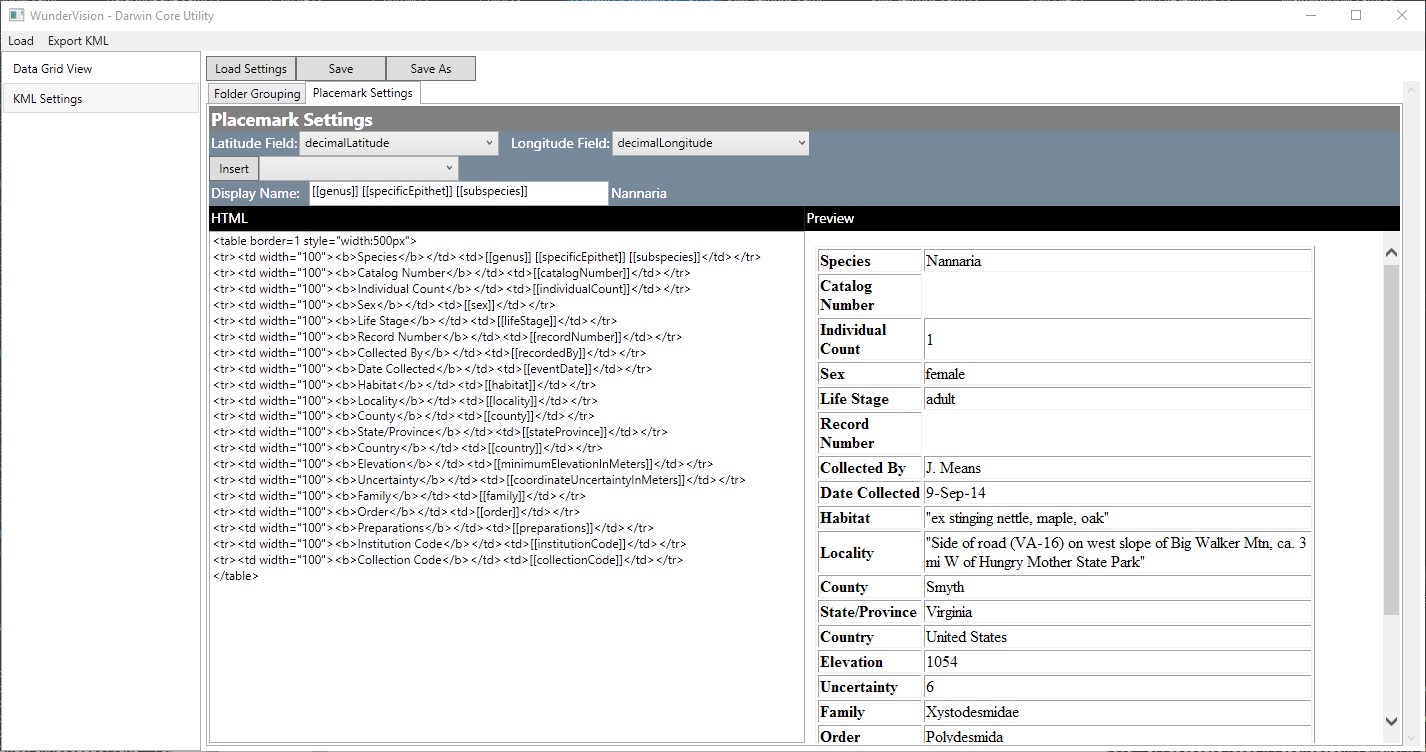 WunderVision - Darwin Core Utility
Load Export KML
Data Grid View
KML Settings
Load Settings Save Save As
Folder Grouping Placemark Settings
Placemark Settings
Latitude Field: decimalLatitude Longitude Field: decimalLongitude
Insert
Display Name: [[genus]] [[specificEpithet]] [[subspecies]] Nannaria
HTML
<table border=1 style="width:500px">
<tr><td width="100"><b>Species</b></td><td>[[genus]] [[specificEpithet]] [[subspecies]]</td></tr>
<tr><td width="100"><b>Catalog Number</b></td><td>[[catalogNumber]]</td></tr>
<tr><td width="100"><b>Individual Count</b></td><td>[[individualCount]]</td></tr>
<tr><td width="100"><b>Sex</b></td><td>[[sex]]</td></tr>
<tr><td width="100"><b>Life Stage</b></td><td>[[lifeStage]]</td></tr>
<tr><td width="100"><b>Record Number</b></td><td>[[recordNumber]]</td></tr>
<tr><td width="100"><b>Collected By</b></td><td>[[recordedBy]]</td></tr>
<tr><td width="100"><b>Date Collected</b></td><td>[[eventDate]]</td></tr>
<tr><td width="100"><b>Habitat</b></td><td>[[habitat]]</td></tr>
<tr><td width="100"><b>Locality</b></td><td>[[locality]]</td></tr>
<tr><td width="100"><b>County</b></td><td>[[county]]</td></tr>
<tr><td width="100"><b>State/Province</b></td><td>[[stateProvince]]</td></tr>
<tr><td width="100"><b>Country</b></td><td>[[country]]</td></tr>
<tr><td width="100"><b>Elevation</b></td><td>[[minimumElevationInMeters]]</td></tr>
<tr><td width="100"><b>Uncertainty</b></td><td>[[coordinateUncertaintyInMeters]]</td></tr>
<tr><td width="100"><b>Family</b></td><td>[[family]]</td></tr>
<tr><td width="100"><b>Order</b></td><td>[[order]]</td></tr>
<tr><td width="100"><b>Preparations</b></td><td>[[preparations]]</td></tr>
<tr><td width="100"><b>Institution Code</b></td><td>[[institutionCode]]</td></tr>
<tr><td width="100"><b>Collection Code</b></td><td>[[collectionCode]]</td></tr>
</table>
Preview
Species Nannaria
Catalog
Number
Individual
Count 1
Sex female
Life Stage adult
Record
Number
Collected By J. Means
Date Collected 9-Sep-14
Habitat "ex stinging nettle, maple, oak"
Locality "Side of road (VA-16) on west slope of Big Walker Mtn, ca. 3
mi W of Hungry Mother State Park"
County Smyth
State/Province Virginia
Country United States
Elevation 1054
Uncertainty 6
Family Xystodesmidae
Order Polydesmida